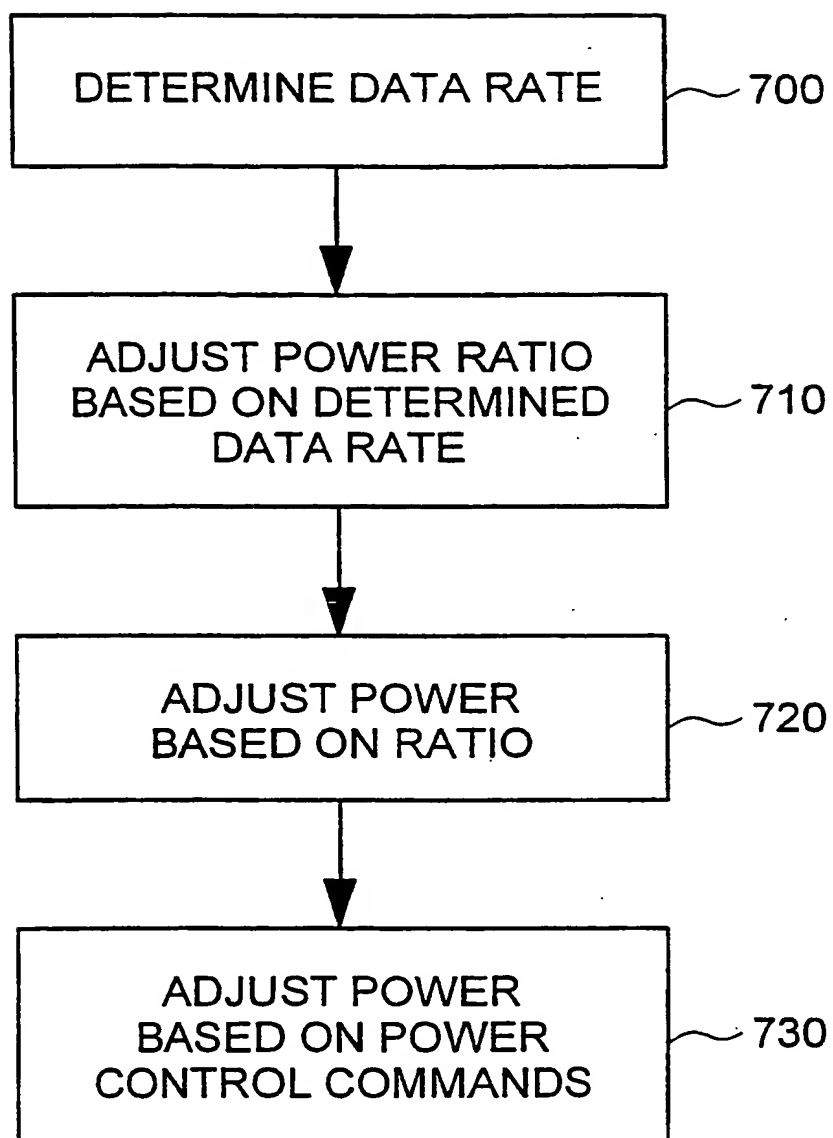 DETERMINE DATA RATE
700
ADJUST POWER RATIO
BASED ON DETERMINED
DATA RATE
710
ADJUST POWER
BASED ON RATIO
720
ADJUST POWER
BASED ON POWER
CONTROL COMMANDS
730